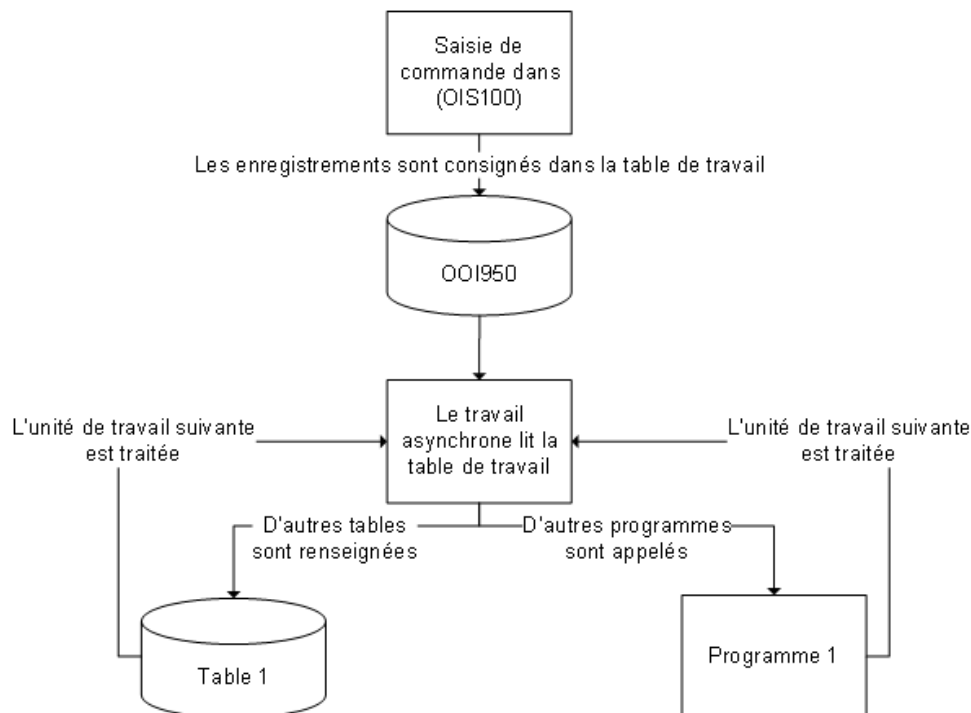 Saisie de
commande dans
(OIS100)
Les enregistrements sont consignés dans la table de travail
OOI950
Le travail
asynchrone lit la
table de travail
L'unité de travail suivante
est traitée
L'unité de travail suivante
est traitée
D'autres tables
sont renseignées
D'autres programmes
sont appelés
Table 1
Programme 1